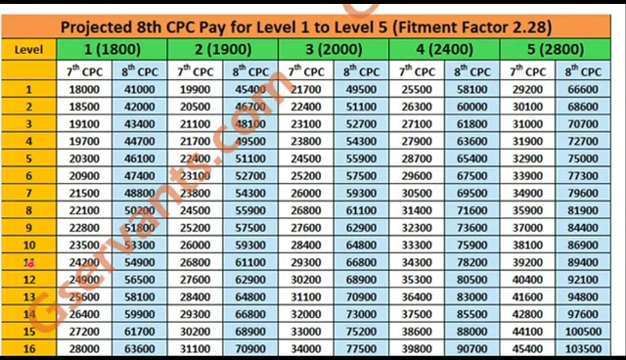 Projected 8th CPC Pay for Level 1 to Level 5 (Fitment Factor 2.28)
Level 1 (1800) 2 (1900) 3 (2000) 4 (2400) 5 (2800)
7th CPC 8th CPC 7th CPC 8th CPC 7th CPC 8th CPC 7th CPC 8th CPC 7th CPC 8th CPC
1 18000 41000 19900 45400 21700 49500 25500 58100 29200 66600
2 18500 42000 20500 46700 22400 51100 26300 60000 30100 68600
3 19100 43400 21100 48100 23100 52700 27100 61800 31000 70700
4 19700 44700 21700 49500 23800 54300 27900 63600 31900 72700
5 20300 46100 22400 51100 24500 55900 28700 65400 32900 75000
6 20900 47400 23100 52700 25200 57500 29600 67500 33900 77300
7 21500 48800 23800 54300 26000 59300 30500 69500 34900 79600
8 22100 50200 24500 55900 26800 61100 31400 71600 35900 81900
9 22800 51800 25200 57500 27600 62900 32300 73600 37000 84400
10 23500 53300 26000 59300 28400 64800 33300 75900 38100 86900
11 24200 54900 26800 61100 29300 66800 34300 78200 39200 89400
12 24900 56500 27600 62900 30200 68900 35300 80500 40400 92100
13 25600 58100 28400 64800 31100 70900 36400 83000 41600 94800
14 26400 59900 29300 66800 32000 73000 37500 85500 42800 97600
15 27200 61700 30200 68900 33000 75200 38600 88000 44100 100500
16 28000 63600 31100 70900 34000 77500 39800 90700 45400 103500
Gservants.com